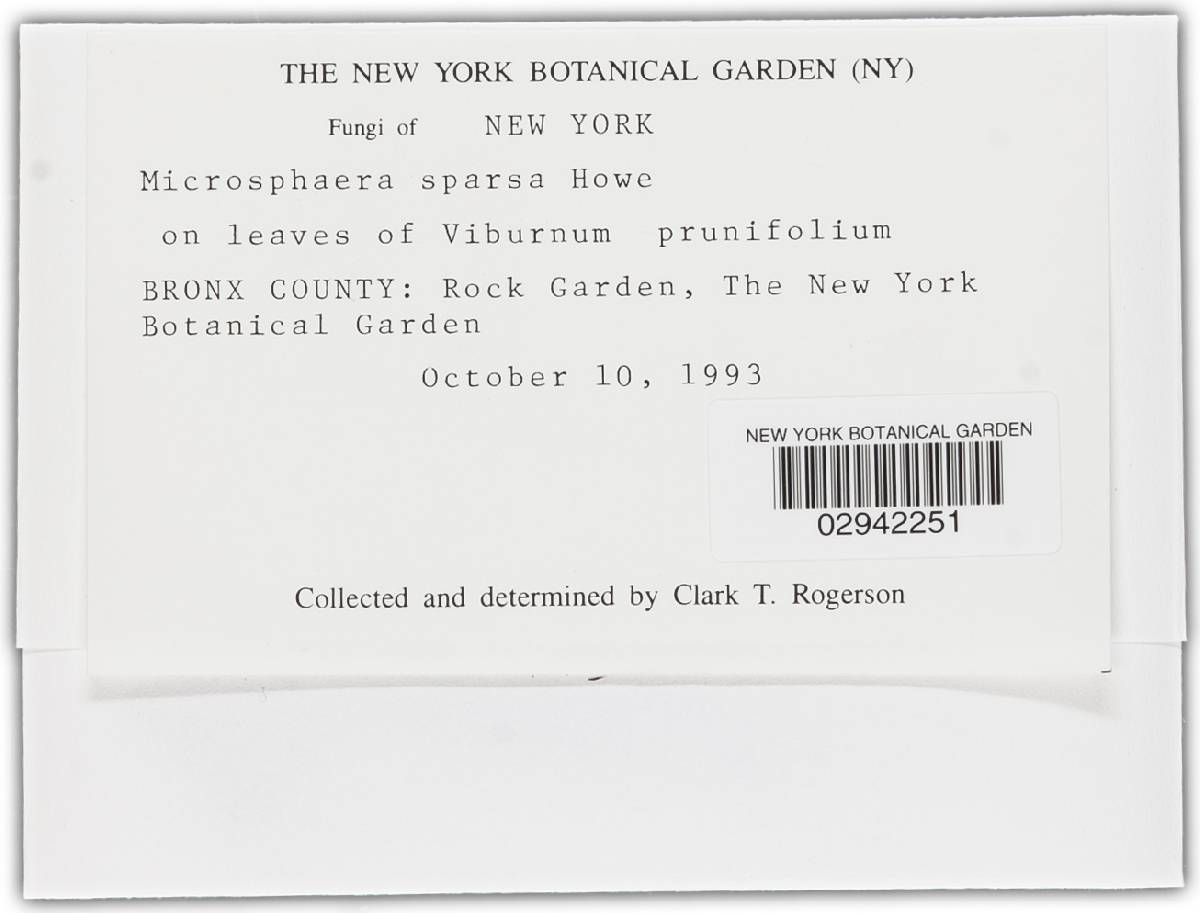 THE NEW YORK BOTANICAL GARDEN (NY)
Fungi of NEW YORK
Microsphaera sparsa Howe
on leaves of Viburnum prunifolium
BRONX COUNTY: Rock Garden, The New York
Botanical Garden
October 10, 1993
NEW YORK BOTANICAL GARDEN
02942251
Collected and determined by Clark T. Rogerson